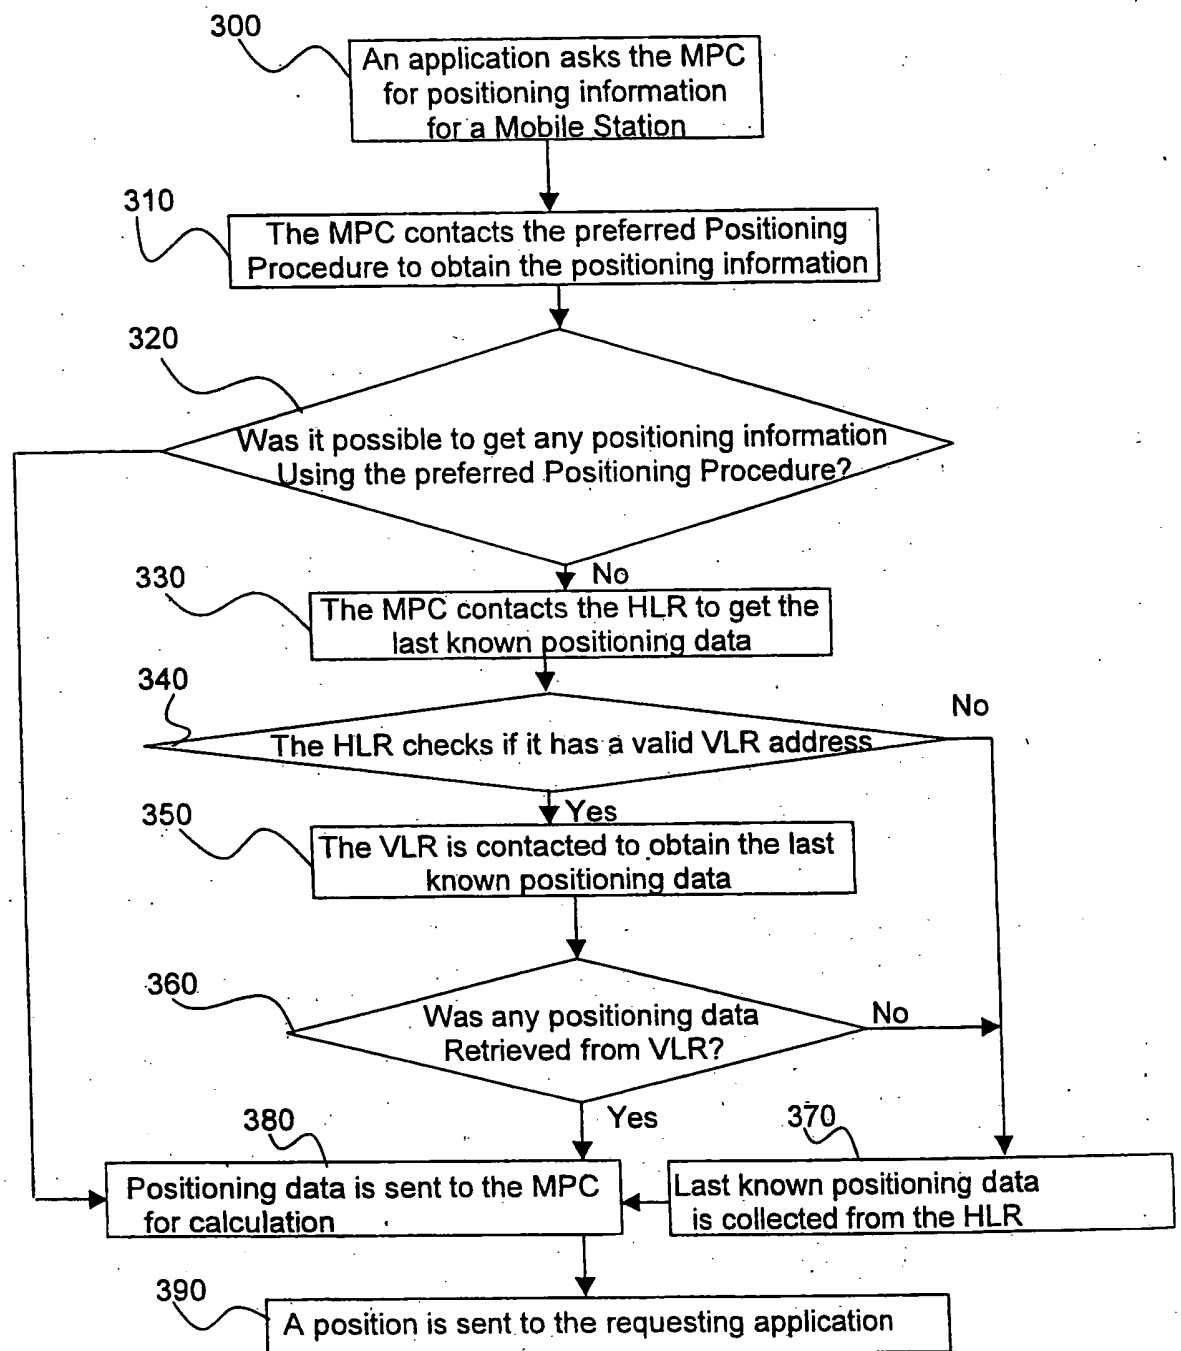 300
An application asks the MPC
for positioning information
for a Mobile Station
310
The MPC contacts the preferred Positioning
Procedure to obtain the positioning information
320
Was it possible to get any positioning information
Using the preferred Positioning Procedure?
No
330
The MPC contacts the HLR to get the
last known positioning data
340
No
The HLR checks if it has a valid VLR address
Yes
350
The VLR is contacted to obtain the last
known positioning data
360
Was any positioning data
Retrieved from VLR?
No
Yes
380
370
Positioning data is sent to the MPC
for calculation
Last known positioning data
is collected from the HLR
390
A position is sent to the requesting application